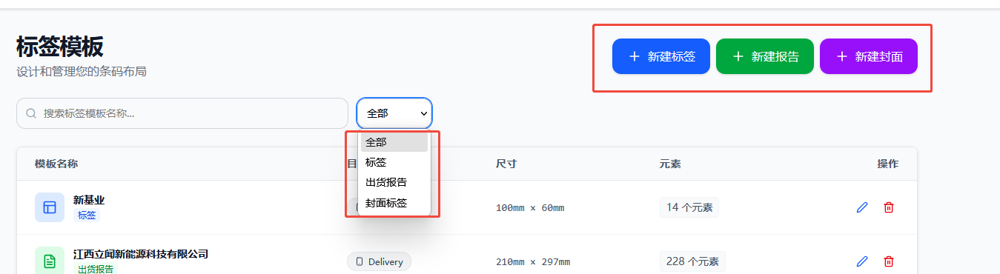 标签模板
设计和管理您的条码布局
新建标签
新建报告
新建封面
搜索标签模板名称...
全部
全部
标签
出货报告
封面标签
模板名称
目
尺寸
元素
操作
新基业
标签
100mm x 60mm
14 个元素
江西立闻新能源科技有限公司
出货报告
Delivery
210mm x 297mm
228 个元素